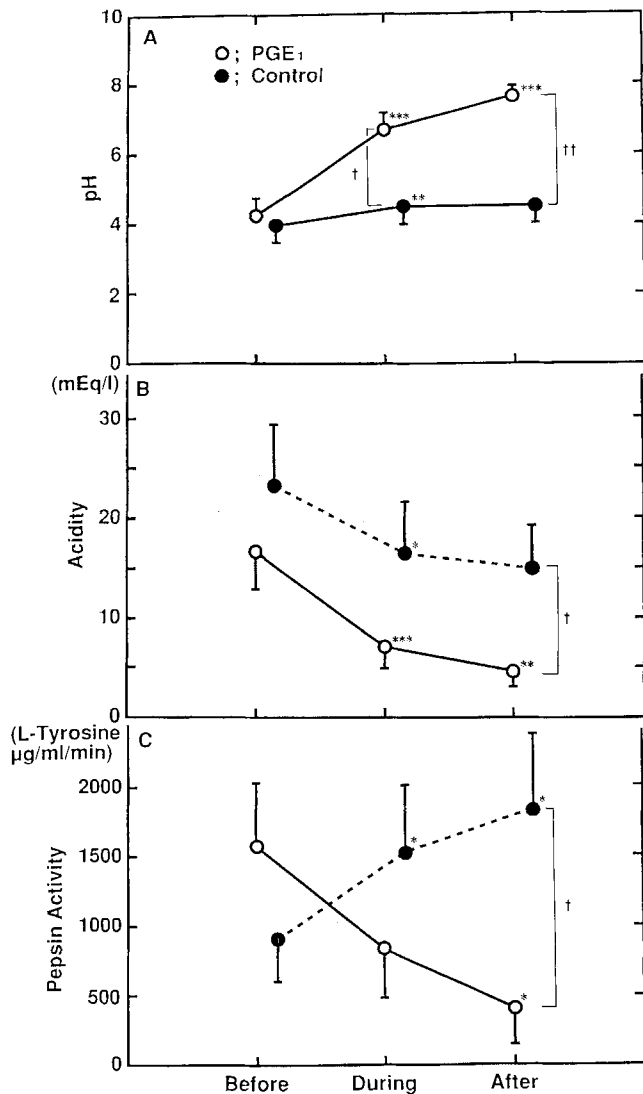 A
○; PGE₁
●; Control
10
8
6
4
2
0
pH
***
***
†
††
**
(mEq/l)
B
30
20
10
0
Acidity
*
***
**
†
(L-Tyrosine
µg/ml/min)
C
2000
1500
1000
500
0
Pepsin Activity
*
*
†
*
Before During After